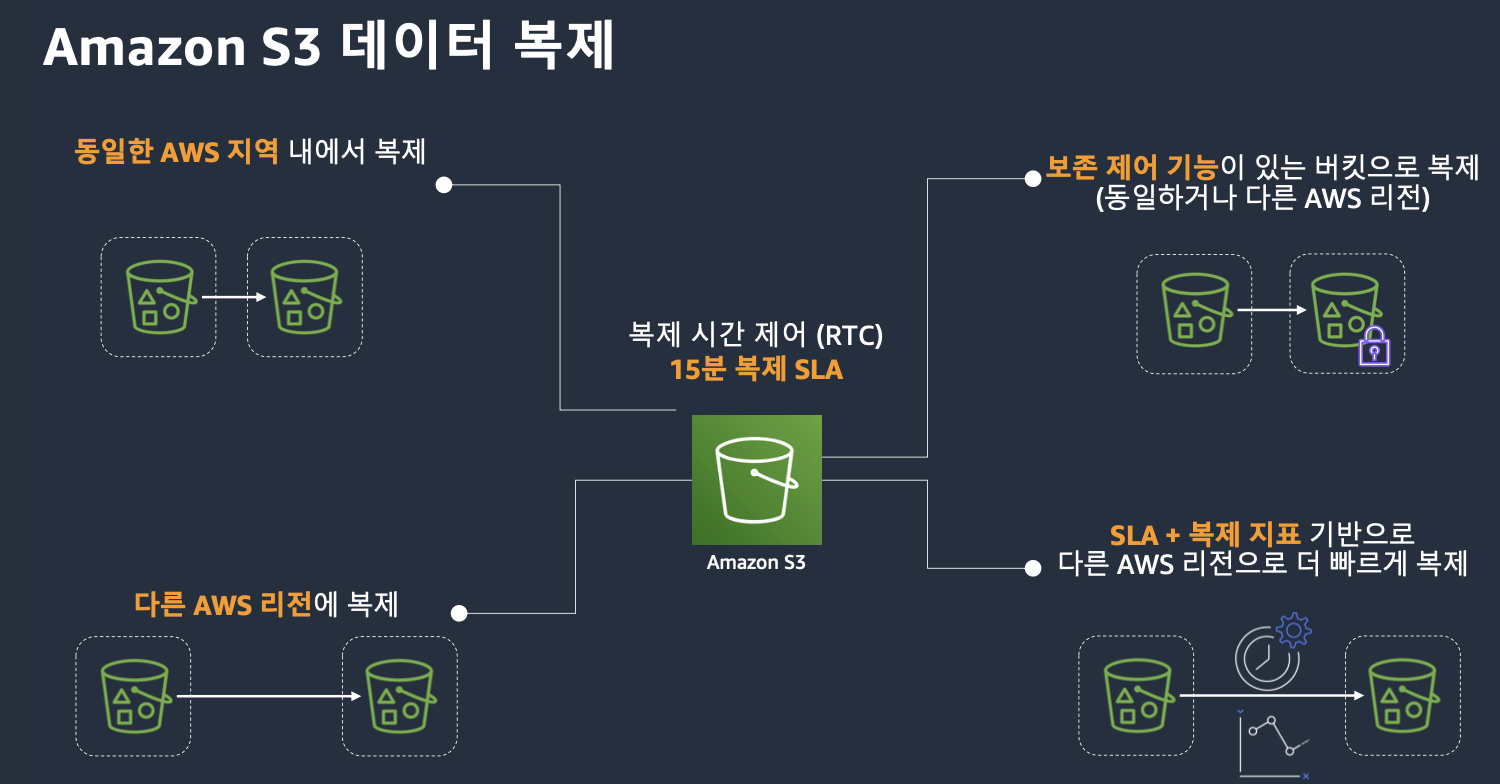 Amazon S3 데이터 복제
동일한 AWS 지역 내에서 복제
보존 제어 기능이 있는 버킷으로 복제
(동일하거나 다른 AWS 리전)
복제 시간 제어 (RTC)
15분 복제 SLA
Amazon S3
다른 AWS 리전에 복제
SLA + 복제 지표 기반으로
다른 AWS 리전으로 더 빠르게 복제